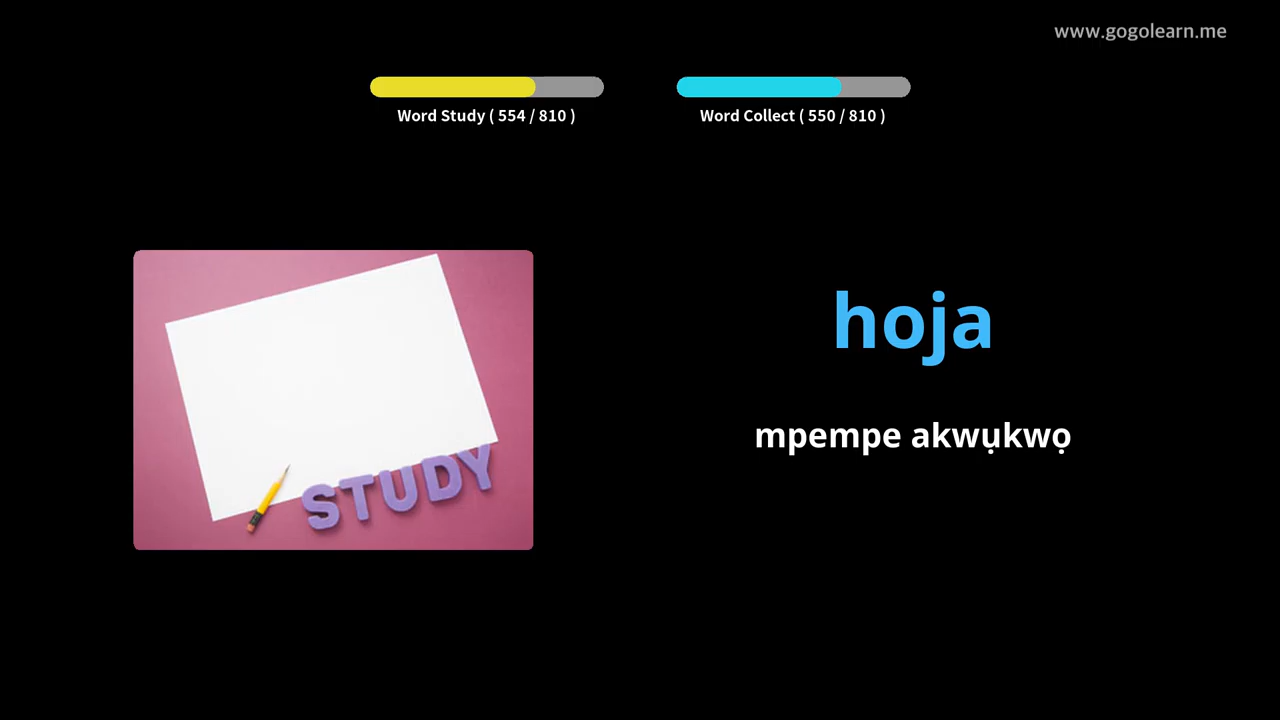 www.gogolearn.me
Word Study ( 554 / 810 )
Word Collect ( 550 / 810 )
STUDY
hoja
mpempe akwụkwọ